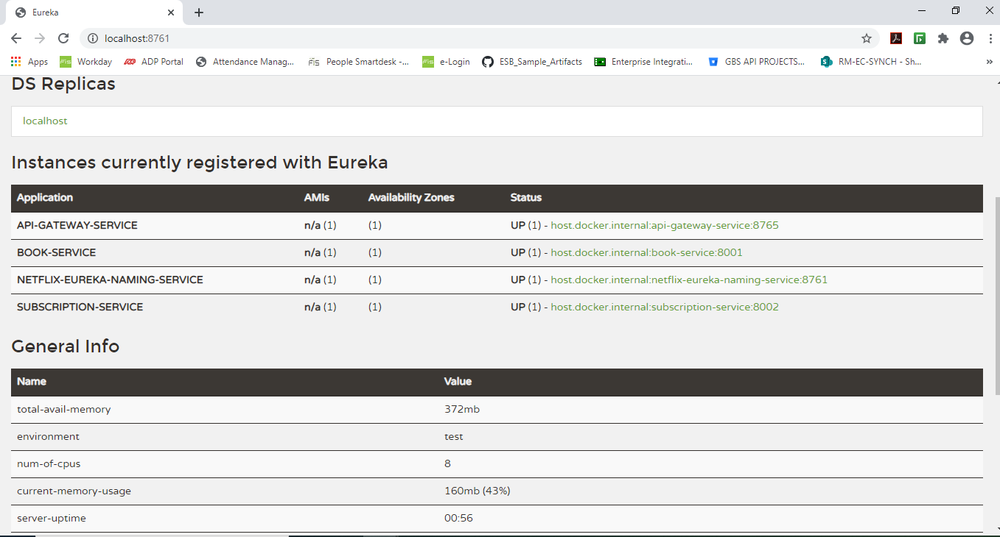 Eureka
localhost:8761
Apps Workday ADP Portal Attendance Manag... People Smartdesk -... e-Login ESB_Sample_Artifacts Enterprise Integrati... GBS API PROJECTS... RM-EC-SYNCH - Sh... »
DS Replicas
localhost
Instances currently registered with Eureka
Application AMIs Availability Zones Status
API-GATEWAY-SERVICE n/a (1) (1) UP (1) - host.docker.internal:api-gateway-service:8765
BOOK-SERVICE n/a (1) (1) UP (1) - host.docker.internal:book-service:8001
NETFLIX-EUREKA-NAMING-SERVICE n/a (1) (1) UP (1) - host.docker.internal:netflix-eureka-naming-service:8761
SUBSCRIPTION-SERVICE n/a (1) (1) UP (1) - host.docker.internal:subscription-service:8002
General Info
Name Value
total-avail-memory 372mb
environment test
num-of-cpus 8
current-memory-usage 160mb (43%)
server-uptime 00:56